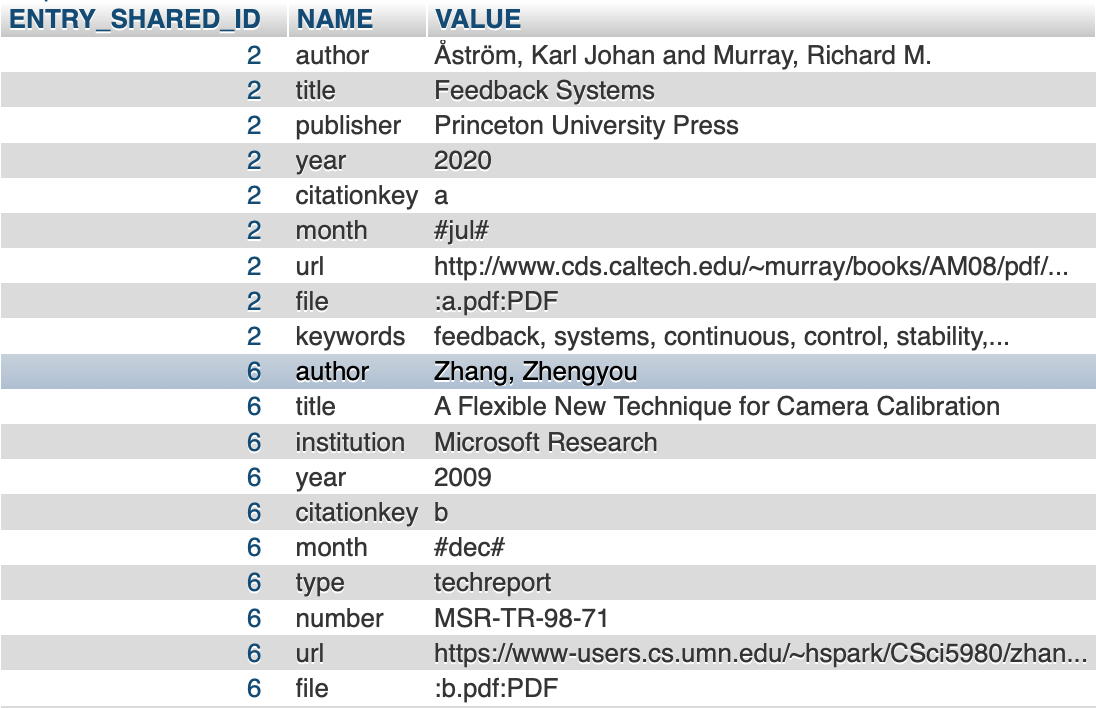 ENTRY_SHARED_ID NAME VALUE
2 author Åström, Karl Johan and Murray, Richard M.
2 title Feedback Systems
2 publisher Princeton University Press
2 year 2020
2 citationkey a
2 month #jul#
2 url http://www.cds.caltech.edu/~murray/books/AM08/pdf/...
2 file :a.pdf:PDF
2 keywords feedback, systems, continuous, control, stability,...
6 author Zhang, Zhengyou
6 title A Flexible New Technique for Camera Calibration
6 institution Microsoft Research
6 year 2009
6 citationkey b
6 month #dec#
6 type techreport
6 number MSR-TR-98-71
6 url https://www-users.cs.umn.edu/~hspark/CSci5980/zhan...
6 file :b.pdf:PDF